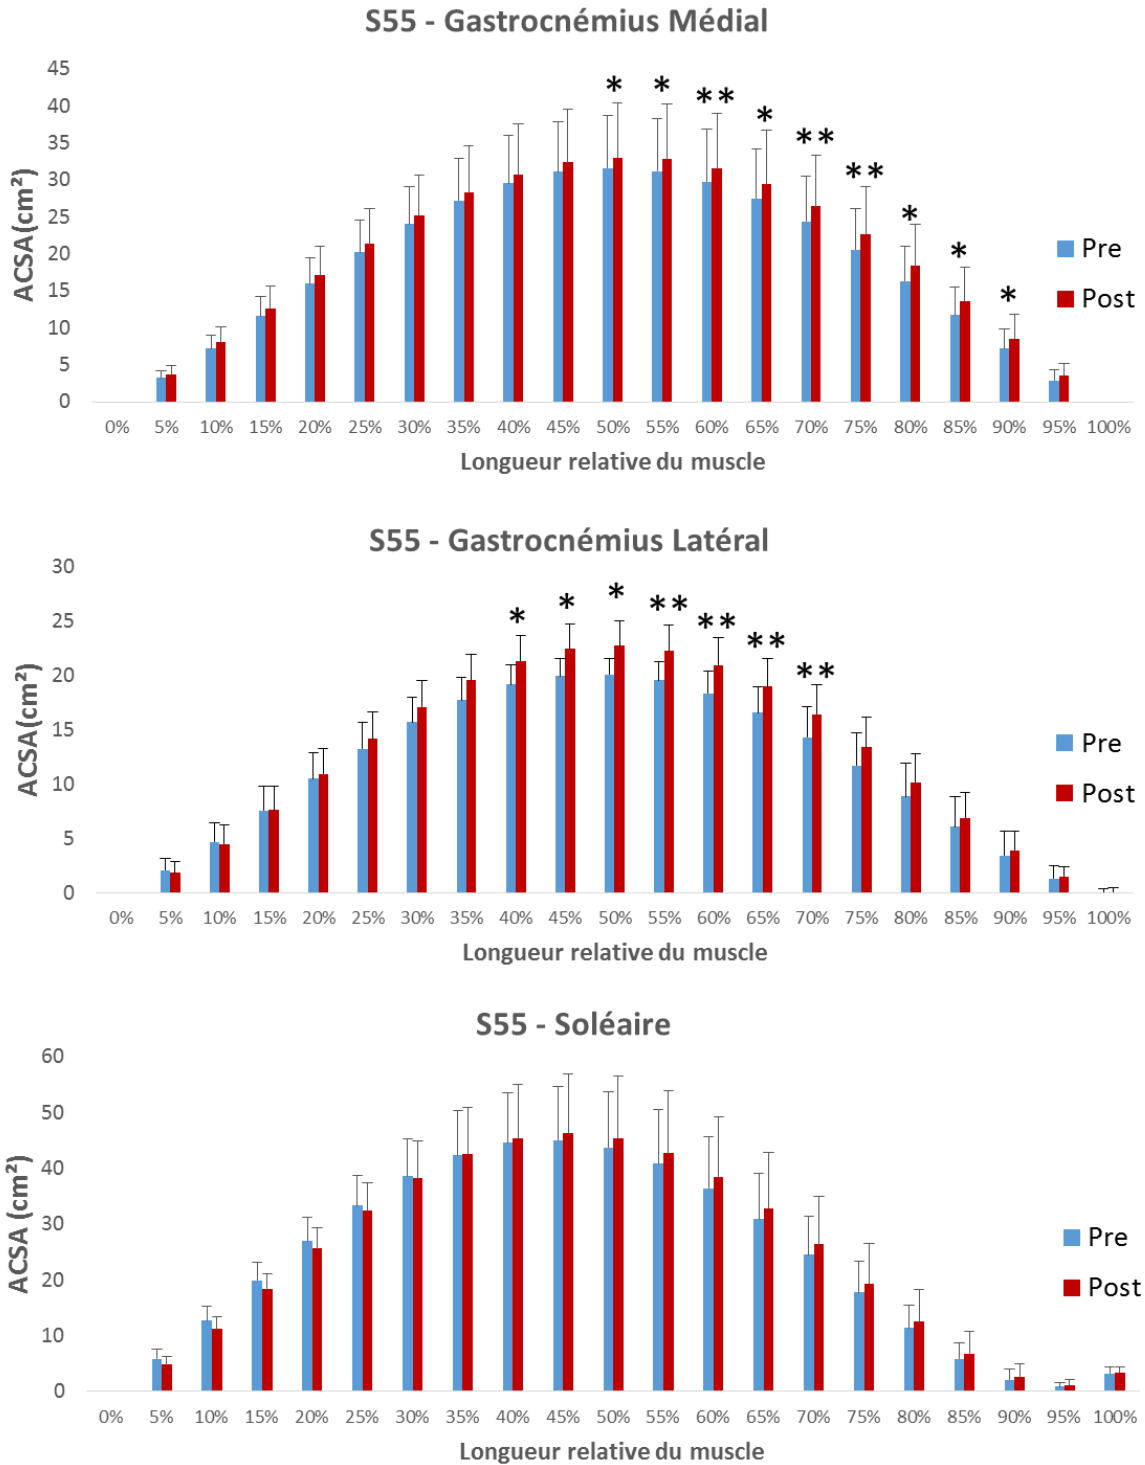 S55 - Gastrocnémius Médial
ACSA(cm²)
45
40
35
30
25
20
15
10
5
0
* * ** * ** ** * * *
Pre
Post
0% 5% 10% 15% 20% 25% 30% 35% 40% 45% 50% 55% 60% 65% 70% 75% 80% 85% 90% 95% 100%
Longueur relative du muscle
S55 - Gastrocnémius Latéral
ACSA(cm²)
30
25
20
15
10
5
0
* * * ** ** ** **
Pre
Post
0% 5% 10% 15% 20% 25% 30% 35% 40% 45% 50% 55% 60% 65% 70% 75% 80% 85% 90% 95% 100%
Longueur relative du muscle
S55 - Soléaire
ACSA (cm²)
60
50
40
30
20
10
0
Pre
Post
0% 5% 10% 15% 20% 25% 30% 35% 40% 45% 50% 55% 60% 65% 70% 75% 80% 85% 90% 95% 100%
Longueur relative du muscle